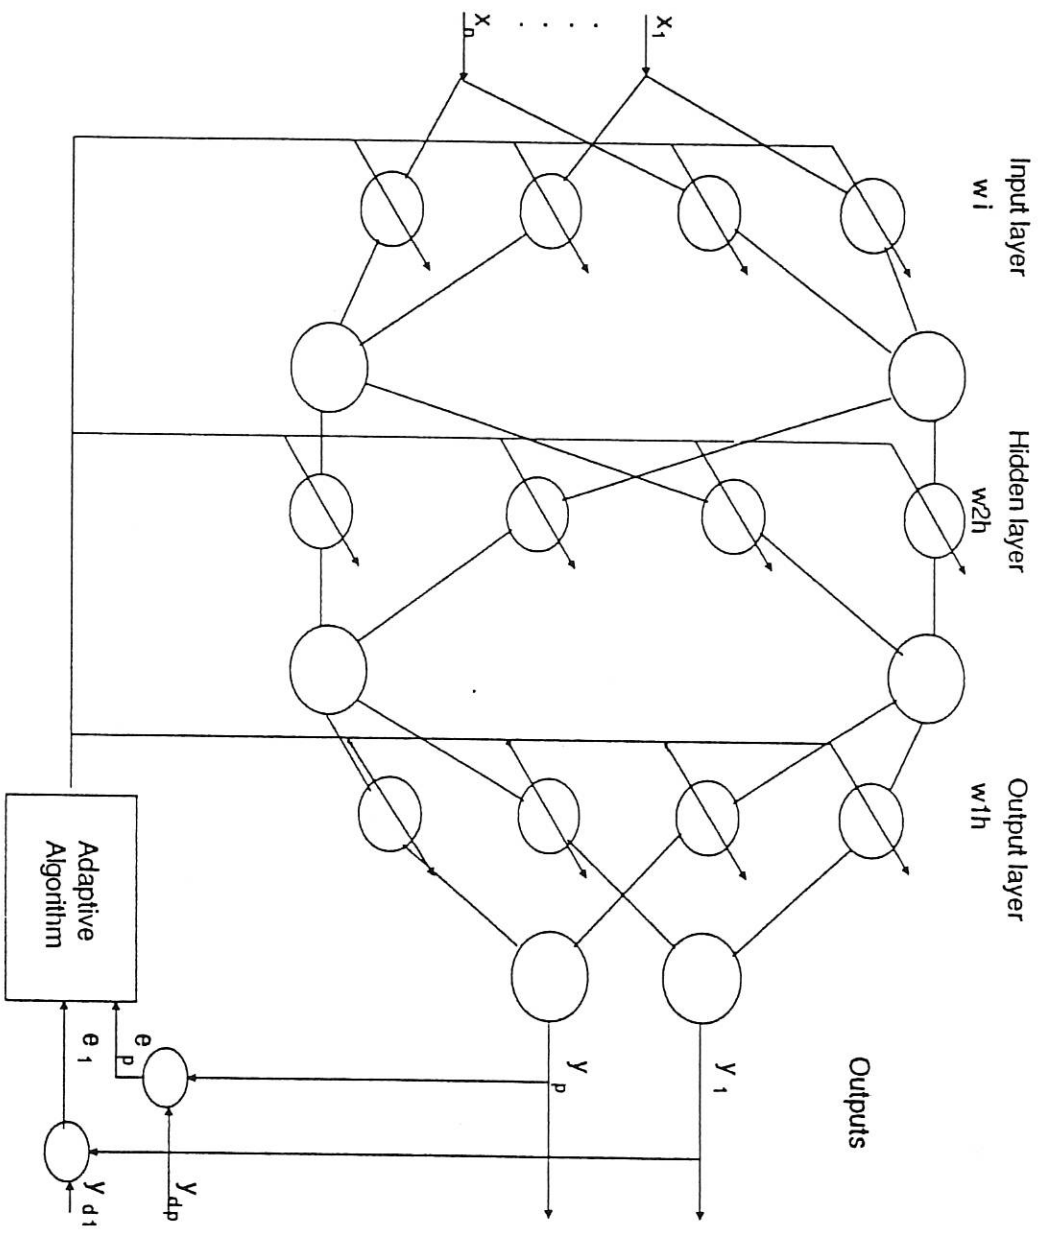 Input layer
wi
Hidden layer
w2h
Output layer
w1h
Outputs
x1
. . . .
xn
y1
yp
Adaptive
Algorithm
ep
e1
ydp
yd1